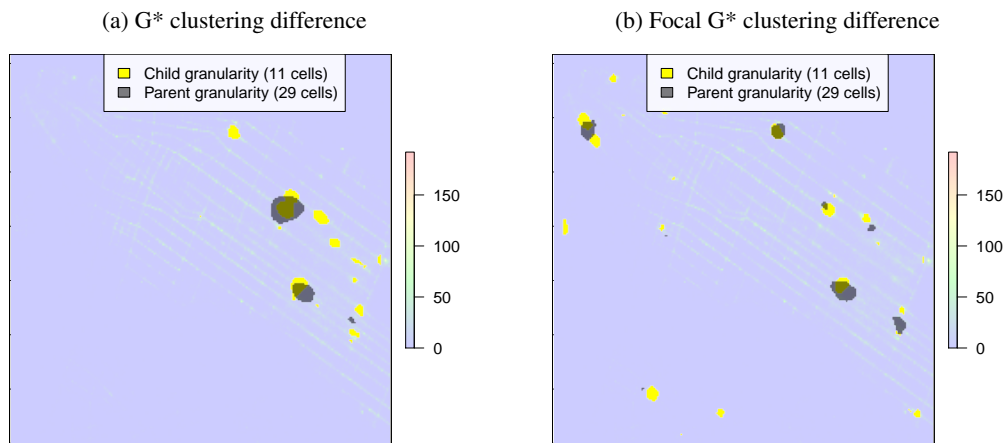 (a) G* clustering difference
Child granularity (11 cells)
Parent granularity (29 cells)
150
100
50
0
(b) Focal G* clustering difference
Child granularity (11 cells)
Parent granularity (29 cells)
150
100
50
0